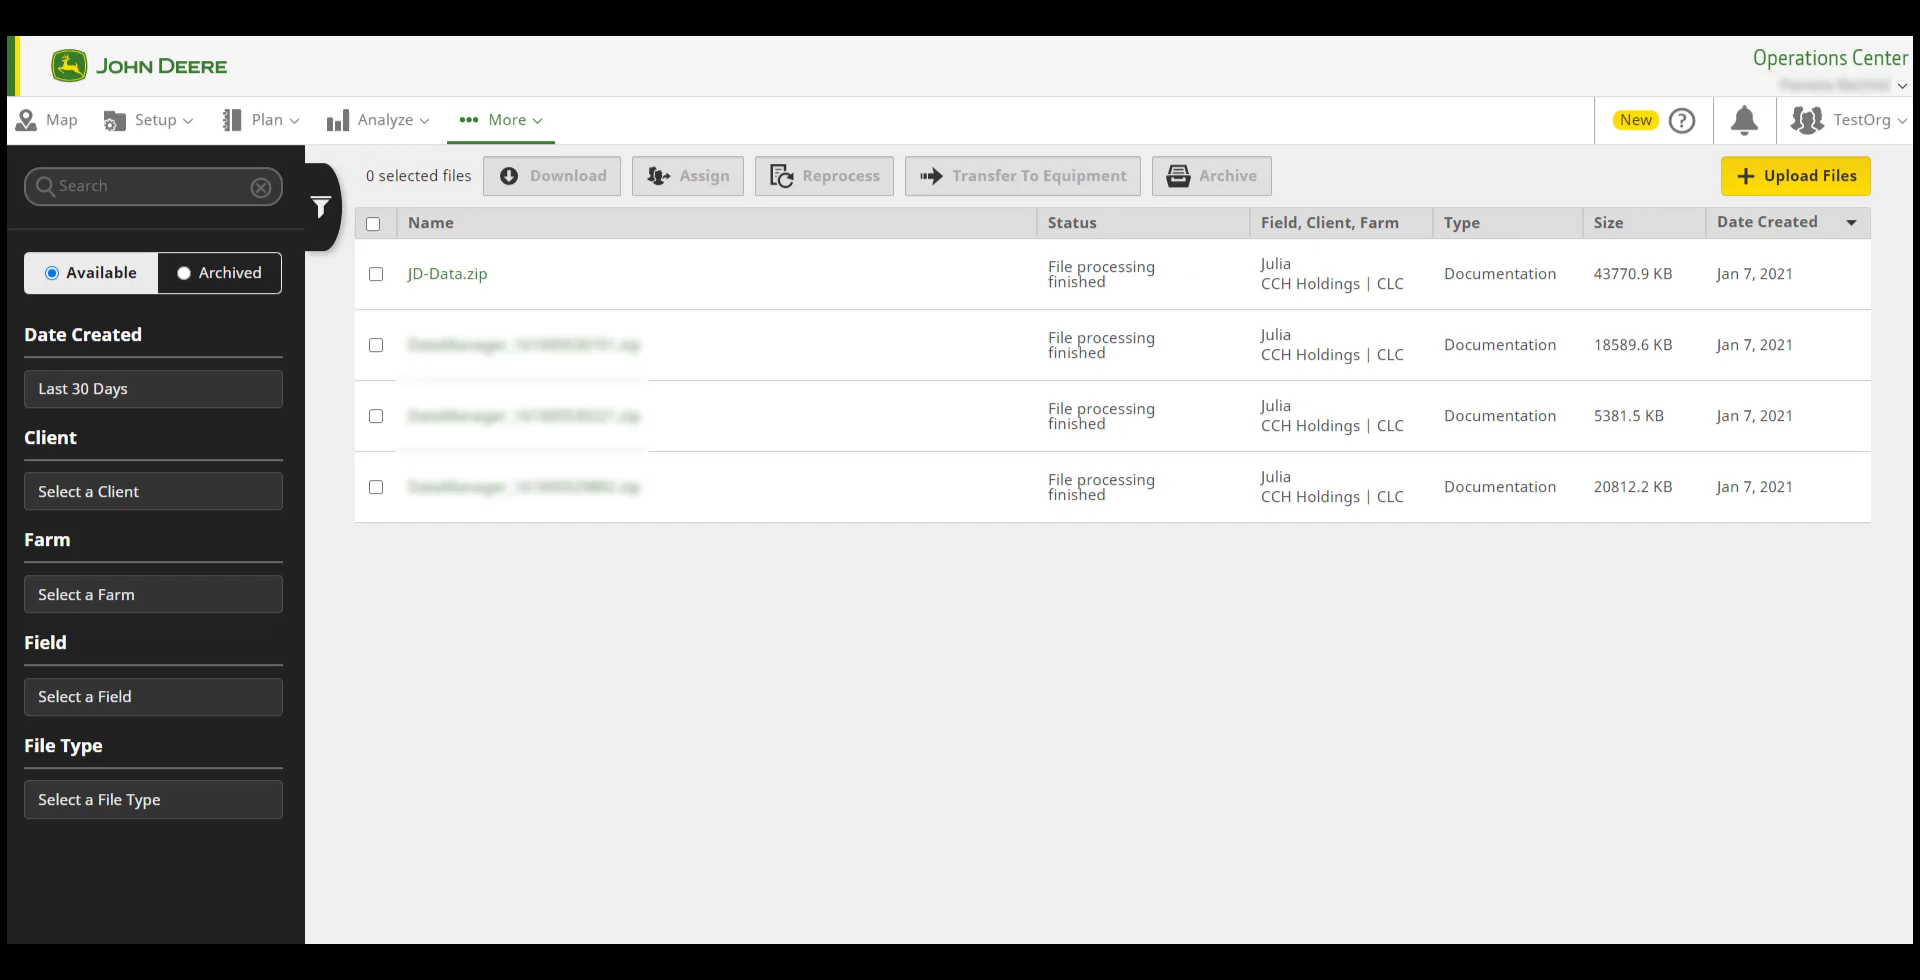 JOHN DEERE
Operations Center
Map
Setup
Plan
Analyze
More
New
?
TestOrg
Search
0 selected files
Download
Assign
Reprocess
Transfer To Equipment
Archive
Upload Files
Available
Archived
Date Created
Last 30 Days
Client
Select a Client
Farm
Select a Farm
Field
Select a Field
File Type
Select a File Type
Name Status Field, Client, Farm Type Size Date Created
JD-Data.zip File processing finished Julia CCH Holdings | CLC Documentation 43770.9 KB Jan 7, 2021
File processing finished Julia CCH Holdings | CLC Documentation 18589.6 KB Jan 7, 2021
File processing finished Julia CCH Holdings | CLC Documentation 5381.5 KB Jan 7, 2021
File processing finished Julia CCH Holdings | CLC Documentation 20812.2 KB Jan 7, 2021